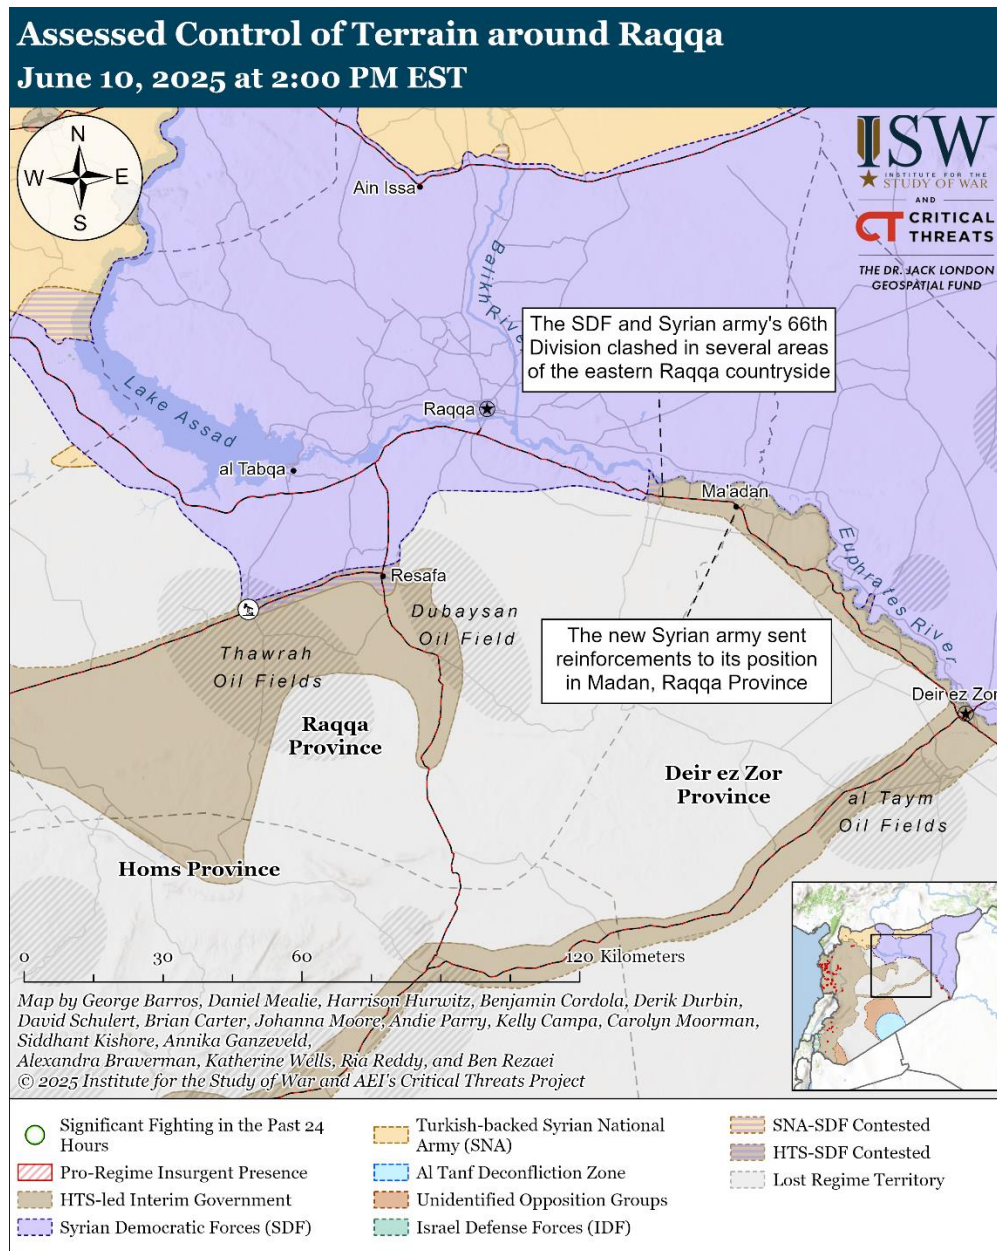 Assessed Control of Terrain around Raqqa
June 10, 2025 at 2:00 PM EST
N
W
E
S
ISW
INSTITUTE FOR THE
STUDY OF WAR
AND
CT CRITICAL
THREATS
THE DR. JACK LONDON
GEOSPATIAL FUND
Ain Issa
Balikh River
The SDF and Syrian army's 66th
Division clashed in several areas
of the eastern Raqqa countryside
Lake Assad
Raqqa
al Tabqa
Ma'adan
Euphrates River
Resafa
Dubaysan
Oil Field
Thawrah
Oil Fields
The new Syrian army sent
reinforcements to its position
in Madan, Raqqa Province
Deir ez Zor
Raqqa
Province
Deir ez Zor
Province
al Taym
Oil Fields
Homs Province
0
30
60
120 Kilometers
Map by George Barros, Daniel Mealie, Harrison Hurwitz, Benjamin Cordola, Derik Durbin,
David Schulert, Brian Carter, Johanna Moore, Andie Parry, Kelly Campa, Carolyn Moorman,
Siddhant Kishore, Annika Ganzeveld,
Alexandra Braverman, Katherine Wells, Ria Reddy, and Ben Rezaei
© 2025 Institute for the Study of War and AEI's Critical Threats Project
Significant Fighting in the Past 24
Hours
Pro-Regime Insurgent Presence
HTS-led Interim Government
Syrian Democratic Forces (SDF)
Turkish-backed Syrian National
Army (SNA)
Al Tanf Deconfliction Zone
Unidentified Opposition Groups
Israel Defense Forces (IDF)
SNA-SDF Contested
HTS-SDF Contested
Lost Regime Territory